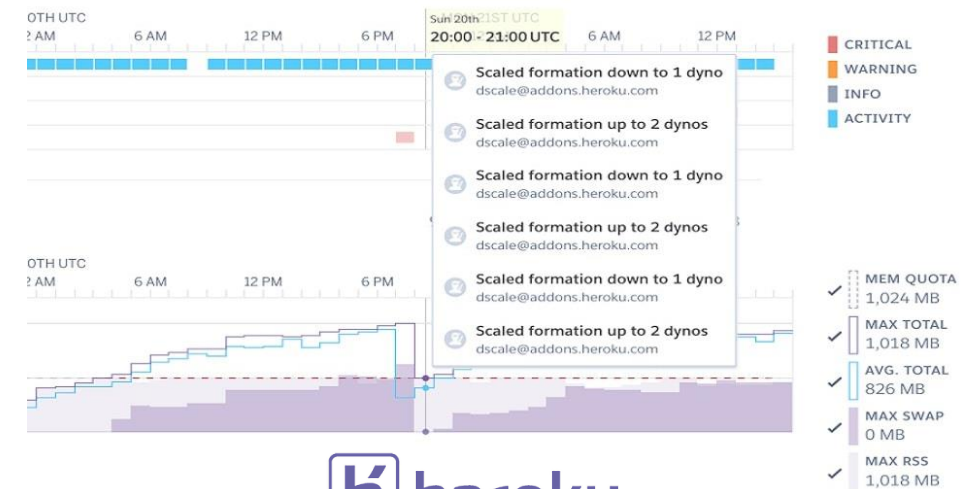 0TH UTC
Sun 20th
MON 21ST UTC
2 AM
6 AM
12 PM
6 PM
20:00 - 21:00 UTC
6 AM
12 PM
CRITICAL
WARNING
INFO
ACTIVITY
Scaled formation down to 1 dyno
dscale@addons.heroku.com
Scaled formation up to 2 dynos
dscale@addons.heroku.com
Scaled formation down to 1 dyno
dscale@addons.heroku.com
Scaled formation up to 2 dynos
dscale@addons.heroku.com
Scaled formation down to 1 dyno
dscale@addons.heroku.com
Scaled formation up to 2 dynos
dscale@addons.heroku.com
0TH UTC
2 AM
6 AM
12 PM
6 PM
MEM QUOTA
1,024 MB
MAX TOTAL
1,018 MB
AVG. TOTAL
826 MB
MAX SWAP
0 MB
MAX RSS
1,018 MB